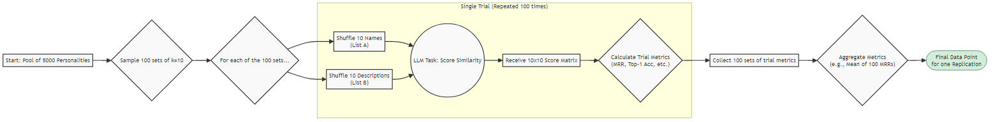 Single Trial (Repeated 100 times)
Start: Pool of 5000 Personalities
Sample 100 sets of k=10
For each of the 100 sets...
Shuffle 10 Names
(List A)
Shuffle 10 Descriptions
(List B)
LLM Task: Score Similarity
Receive 10x10 Score Matrix
Calculate Trial Metrics
(MRR, Top-1 Acc, etc.)
Collect 100 sets of trial metrics
Aggregate Metrics
(e.g., Mean of 100 MRRs)
Final Data Point
for one Replication